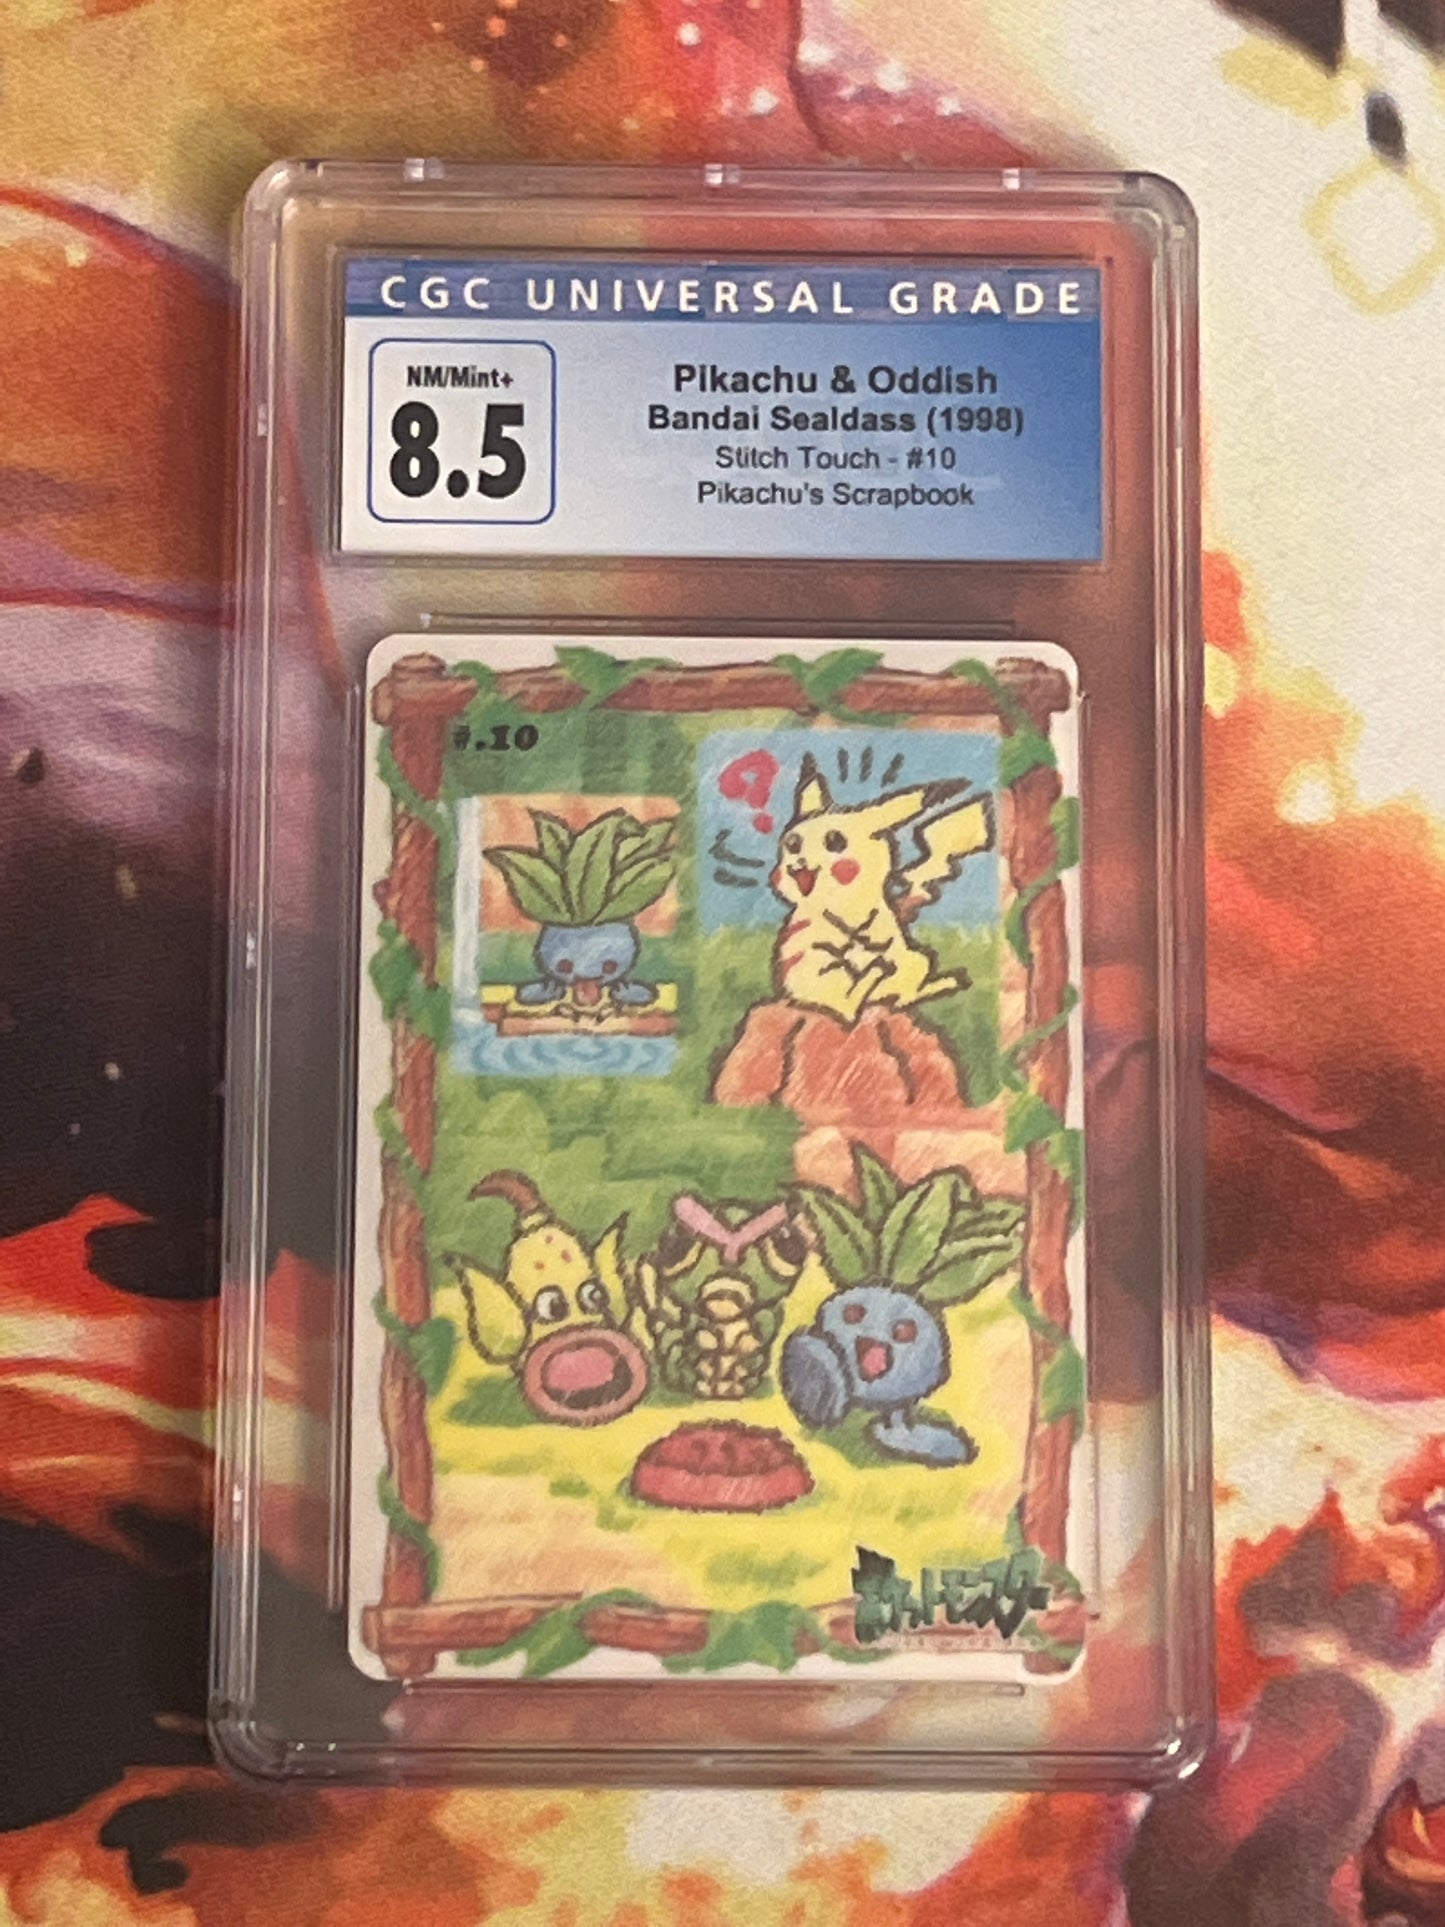 CGC UNIVERSAL GRADE
NM/Mint+
8.5
Pikachu & Oddish
Bandai Sealdass (1998)
Stitch Touch - #10
Pikachu's Scrapbook
#.10
?
ポケットモンスター